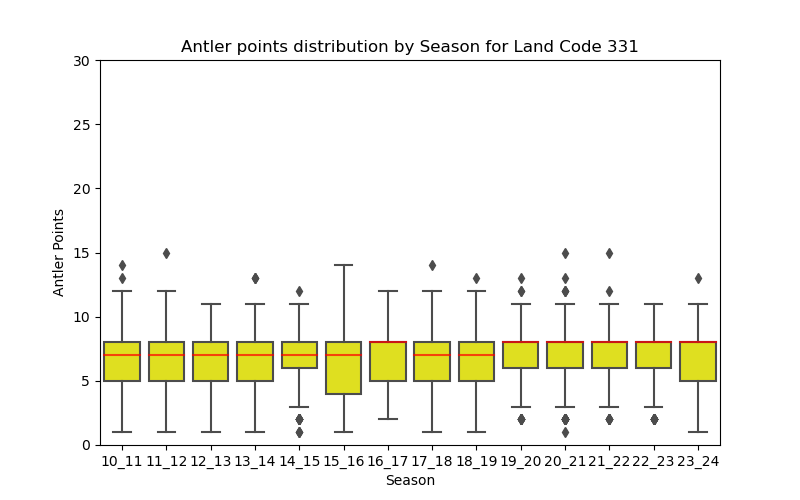 Antler points distribution by Season for Land Code 331
30
25
20
15
10
5
0
Antler Points
10_11 11_12 12_13 13_14 14_15 15_16 16_17 17_18 18_19 19_20 20_21 21_22 22_23 23_24
Season